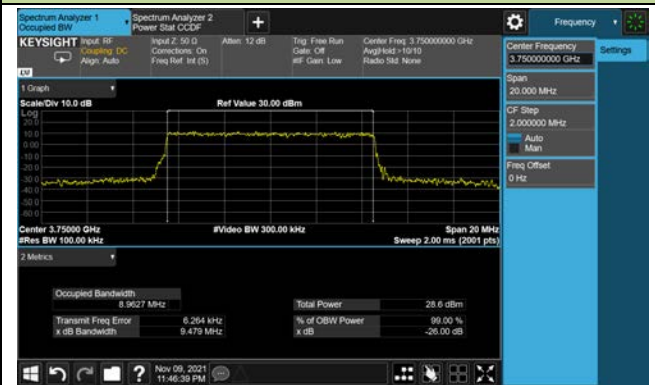 Spectrum Analyzer 1
Occupied BW
Spectrum Analyzer 2
Power Stat CCDF
+
Frequency
KEYSIGHT
Input: RF
Coupling: DC
Align: Auto
Input Z: 50 Ω
Corrections: On
Freq Ref: Int (S)
Atten: 12 dB
Trig: Free Run
Gate: Off
#IF Gain: Low
Center Freq: 3.750000000 GHz
Avg|Hold:>10/10
Radio Std: None
Center Frequency
3.750000000 GHz
Settings
Span
20.000 MHz
CF Step
2.000000 MHz
Auto
Man
Freq Offset
0 Hz
1 Graph
Scale/Div 10.0 dB
Ref Value 30.00 dBm
Log
20.0
10.0
0.00
-10.0
-20.0
-30.0
-40.0
-50.0
-60.0
Center 3.75000 GHz
#Video BW 300.00 kHz
Span 20 MHz
#Res BW 100.00 kHz
Sweep 2.00 ms (2001 pts)
2 Metrics
Occupied Bandwidth
8.9627 MHz
Total Power
28.6 dBm
Transmit Freq Error
6.264 kHz
% of OBW Power
99.00 %
x dB Bandwidth
9.479 MHz
x dB
-26.00 dB
?
Nov 09, 2021
11:46:39 PM